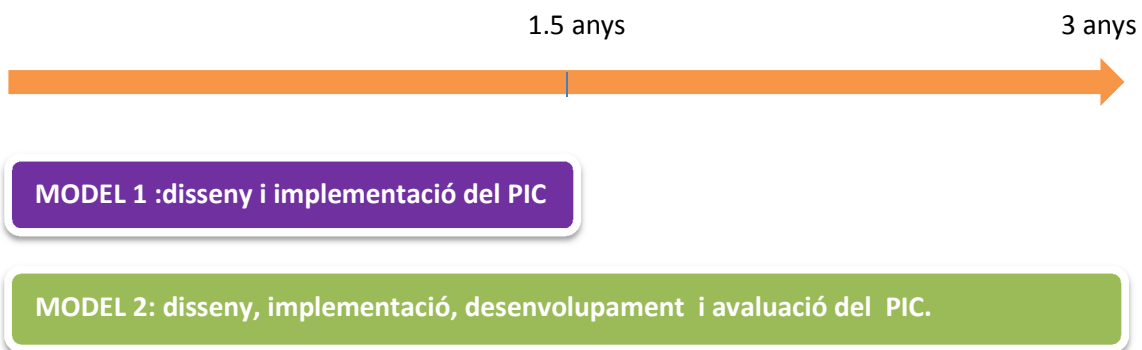 1.5 anys
3 anys
MODEL 1 :disseny i implementació del PIC
MODEL 2: disseny, implementació, desenvolupament i avaluació del PIC.